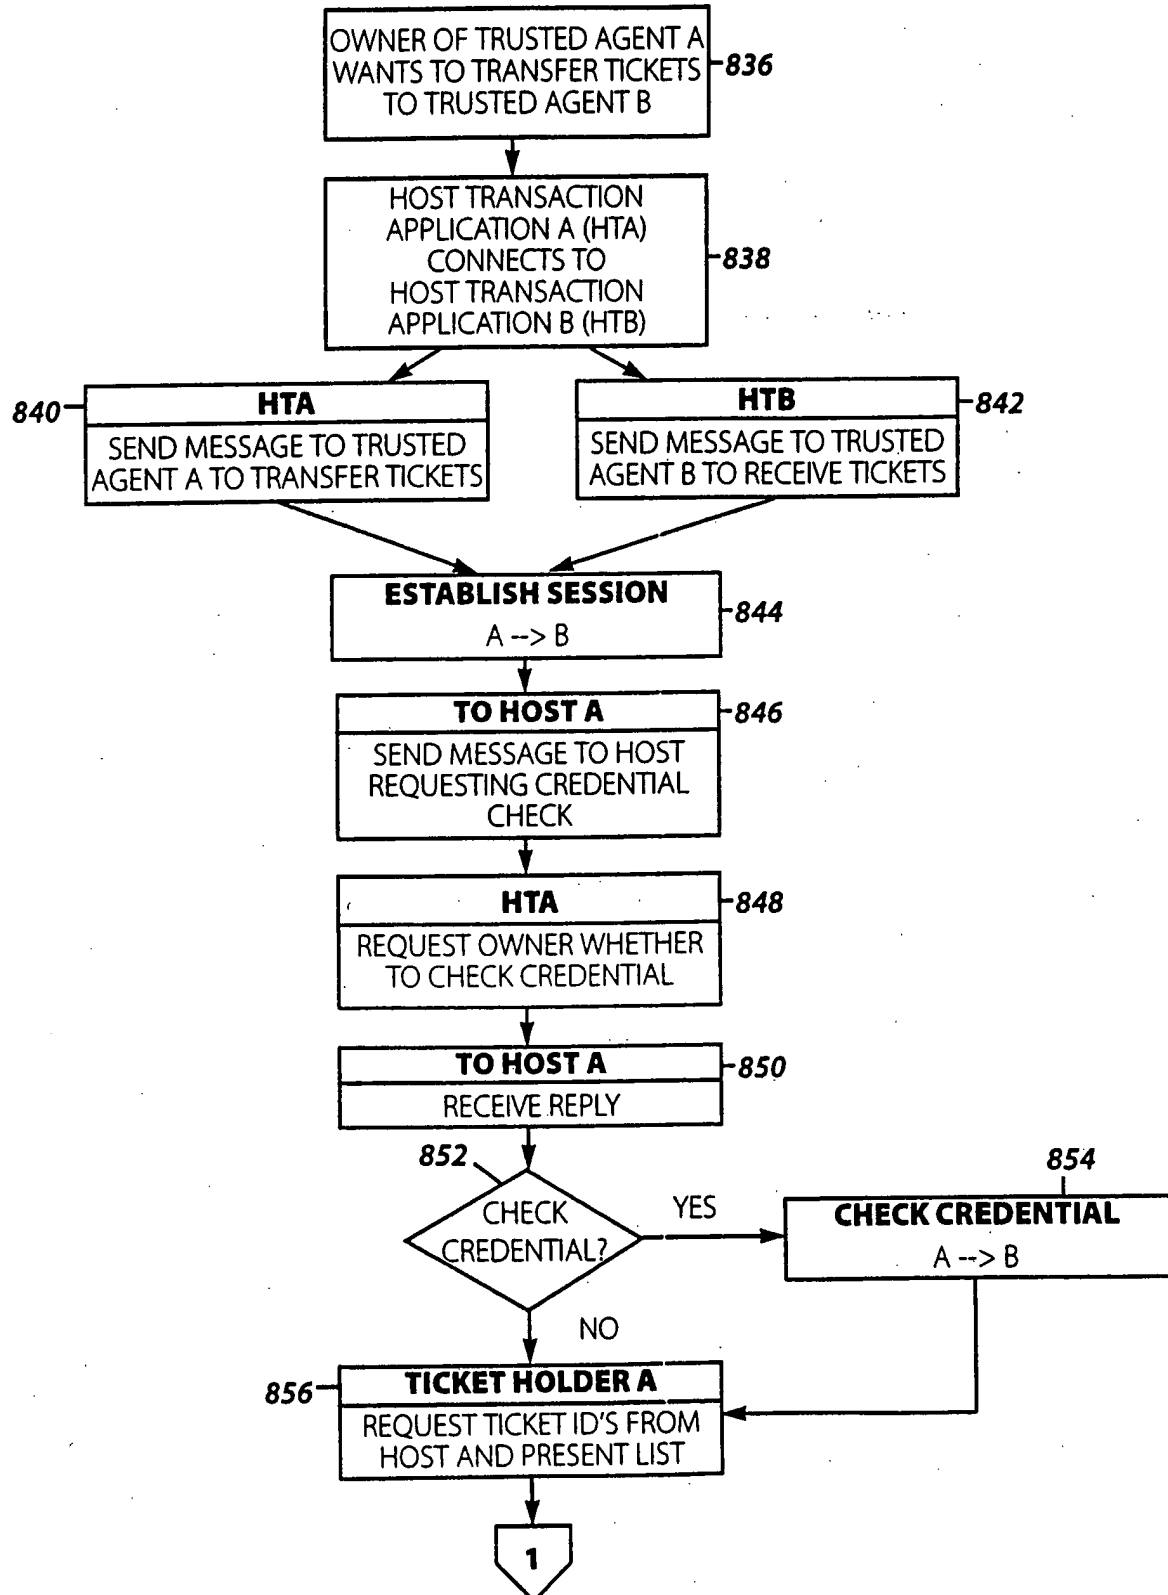 OWNER OF TRUSTED AGENT A
WANTS TO TRANSFER TICKETS
TO TRUSTED AGENT B
836
HOST TRANSACTION
APPLICATION A (HTA)
CONNECTS TO
HOST TRANSACTION
APPLICATION B (HTB)
838
840
HTA
SEND MESSAGE TO TRUSTED
AGENT A TO TRANSFER TICKETS
HTB
SEND MESSAGE TO TRUSTED
AGENT B TO RECEIVE TICKETS
842
ESTABLISH SESSION
A --> B
844
TO HOST A
SEND MESSAGE TO HOST
REQUESTING CREDENTIAL
CHECK
846
HTA
REQUEST OWNER WHETHER
TO CHECK CREDENTIAL
848
TO HOST A
RECEIVE REPLY
850
852
CHECK
CREDENTIAL?
YES
854
CHECK CREDENTIAL
A --> B
NO
856
TICKET HOLDER A
REQUEST TICKET ID'S FROM
HOST AND PRESENT LIST
1